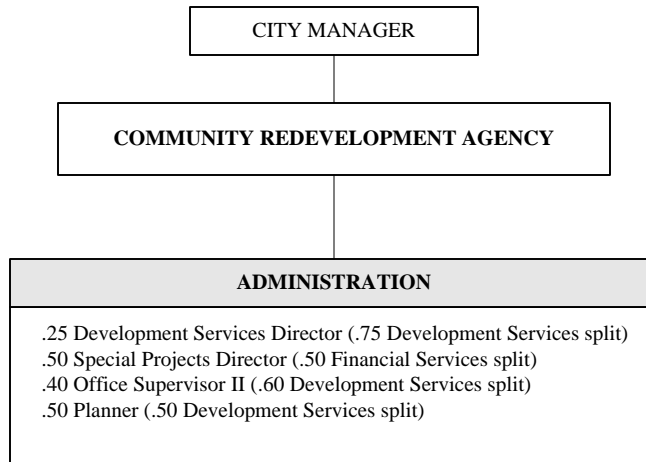 CITY MANAGER
COMMUNITY REDEVELOPMENT AGENCY
ADMINISTRATION
.25 Development Services Director (.75 Development Services split)
.50 Special Projects Director (.50 Financial Services split)
.40 Office Supervisor II (.60 Development Services split)
.50 Planner (.50 Development Services split)